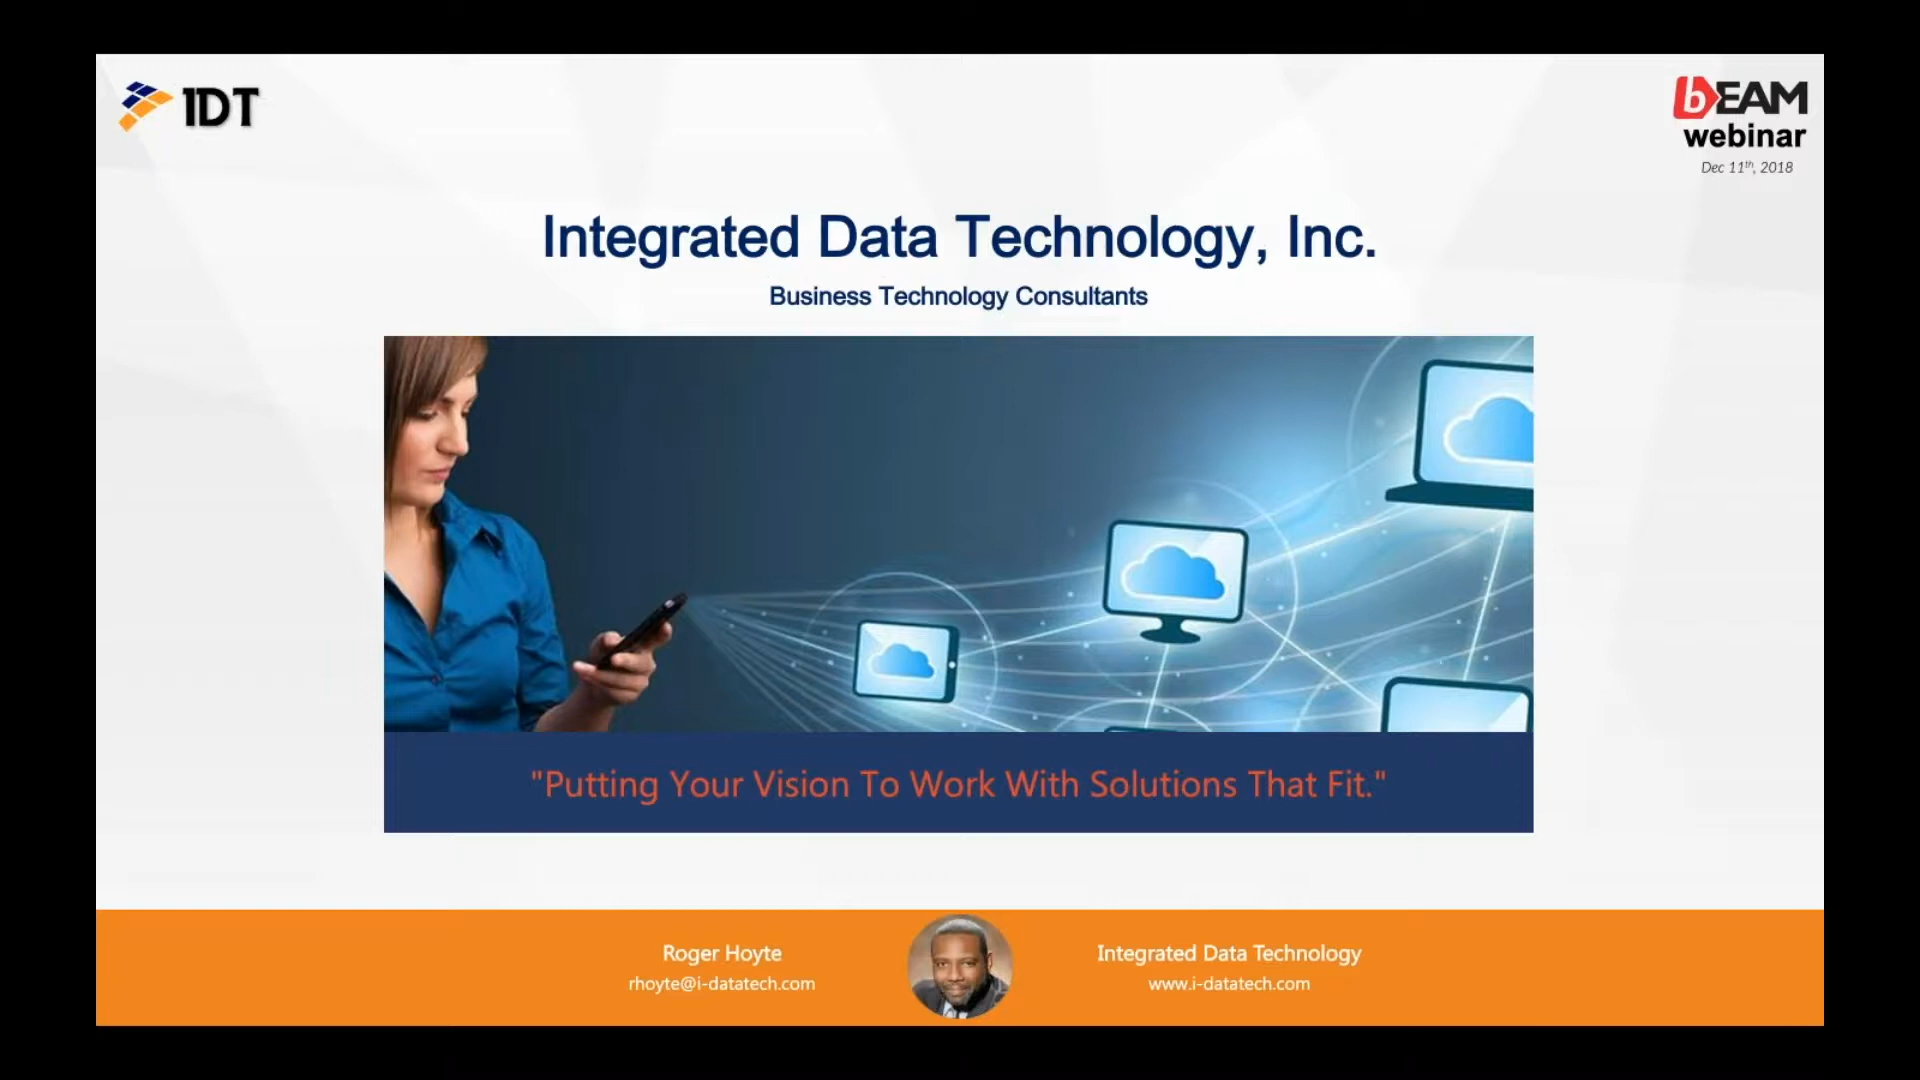 IDT
bEAM
webinar
Dec 11th, 2018
Integrated Data Technology, Inc.
Business Technology Consultants
"Putting Your Vision To Work With Solutions That Fit."
Roger Hoyte
rhoyte@i-datatech.com
Integrated Data Technology
www.i-datatech.com